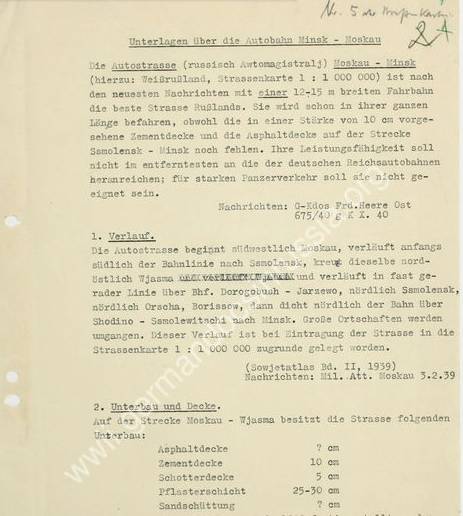 Nr. 5 der
2
Unterlagen über die Autobahn Minsk - Moskau
Die Autostrasse (russisch Awtomagistralj) Moskau - Minsk
(hierzu: Weißrußland, Strassenkarte 1 : 1 000 000) ist nach
den neuesten Nachrichten mit einer 12-15 m breiten Fahrbahn
die beste Strasse Rußlands. Sie wird schon in ihrer ganzen
Länge befahren, obwohl die in einer Stärke von 10 cm vorge-
sehene Zementdecke und die Asphaltdecke auf der Strecke
Ssmolensk - Minsk noch fehlen. Ihre Leistungsfähigkeit soll
nicht im entferntesten an die der deutschen Reichsautobahnen
heranreichen; für starken Panzerverkehr soll sie nicht ge-
eignet sein.
Nachrichten: G-Kdos Frd.Heere Ost
675/40 g K X. 40
1. Verlauf.
Die Autostrasse beginnt südwestlich Moskau, verläuft anfangs
südlich der Bahnlinie nach Ssmolensk, kreuzt dieselbe nord-
östlich Wjasma und verläuft in fast ge-
rader Linie über Bhf. Dorogobush - Jarzewo, nördlich Ssmolensk,
nördlich Orscha, Borissow, dann dicht nördlich der Bahn über
Shodino - Ssmolewitschi nach Minsk. Große Ortschaften werden
umgangen. Dieser Verlauf ist bei Eintragung der Strasse in die
Strassenkarte 1 : 1 000 000 zugrunde gelegt worden.
(Sowjetatlas Bd. II, 1939)
Nachrichten: Mil. Att. Moskau 3.2.39
2. Unterbau und Decke.
Auf der Strecke Moskau - Wjasma besitzt die Strasse folgenden
Unterbau:
Asphaltdecke ? cm
Zementdecke 10 cm
Schotterdecke 5 cm
Pflasterschicht 25-30 cm
Sandschüttung ? cm